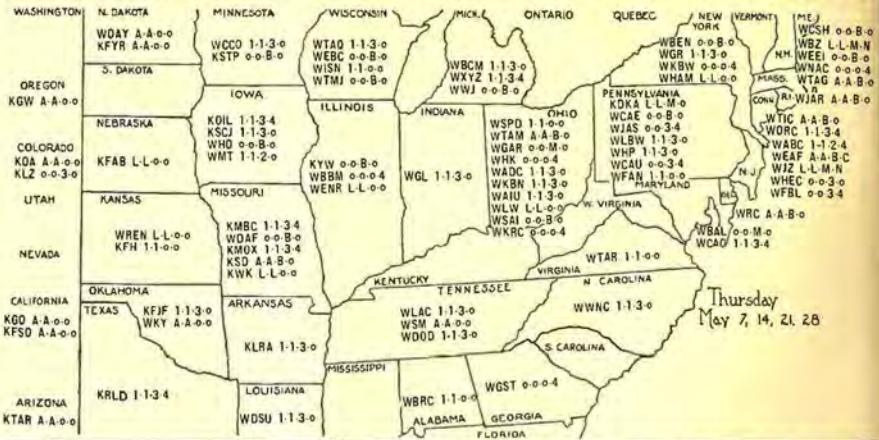 WASHINGTON
OREGON
KGW A·A·o·o
COLORADO
KOA A·A·o·o
KLZ o·o·3·o
UTAH
NEVADA
CALIFORNIA
KGO A·A·o·o
KFSD A·A·o·o
ARIZONA
KTAR A·A·o·o
N. DAKOTA
WDAY A·A·o·o
KFYR A·A·o·o
S. DAKOTA
NEBRASKA
KFAB L·L·o·o
KANSAS
WREN L·L·o·o
KFH 1·1·o·o
OKLAHOMA
KFJF 1·1·3·o
WKY A·A·o·o
TEXAS
KRLD 1·1·3·4
MINNESOTA
WCCO 1·1·3·o
KSTP o·o·B·o
IOWA
KOIL 1·1·3·4
KSCJ 1·1·3·o
WHO o·o·B·o
WMT 1·1·2·o
MISSOURI
KMBC 1·1·3·4
WDAF o·o·B·o
KMOX 1·1·3·4
KSD A·A·B·o
KWK L·L·o·o
ARKANSAS
KLRA 1·1·3·o
LOUISIANA
WDSU 1·1·3·o
WISCONSIN
WTAQ 1·1·3·o
WEBC o·o·B·o
WISN 1·1·o·o
WTMJ o·o·B·o
ILLINOIS
KYW o·o·B·o
WBBM o·o·o·4
WENR L·L·o·o
MICH.
WBCM 1·1·3·o
WXYZ 1·1·3·4
WWJ o·o·B·o
INDIANA
WGL 1·1·3·o
OHIO
WSPD 1·1·o·o
WTAM A·A·B·o
WGAR o·o·M·o
WHK o·o·o·4
WADC 1·1·3·o
WKBN 1·1·3·o
WAIU 1·1·3·o
WLW L·L·o·o
WSAI o·o·B·o
WKRC o·o·o·4
KENTUCKY
TENNESSEE
WLAC 1·1·3·o
WSM A·A·o·o
WDOD 1·1·3·o
MISSISSIPPI
WBRC 1·1·o·o
ALABAMA
WGST o·o·o·4
GEORGIA
FLORIDA
ONTARIO
QUEBEC
NEW YORK
WBEN o·o·B·o
WGR 1·1·3·o
WKBW o·o·o·4
WHAM L·L·o·o
PENNSYLVANIA
KDKA L·L·M·o
WCAE o·o·B·o
WJAS o·o·3·4
WLBW 1·1·3·o
WHP 1·1·3·o
WCAU o·o·3·4
WFAN 1·1·o·o
MARYLAND
W. VIRGINIA
WTAR 1·1·o·o
VIRGINIA
N CAROLINA
WWNC 1·1·3·o
S. CAROLINA
VERMONT
N.H.
ME
MASS.
CONN
R.I.
N.J.
DEL
WCSH o·o·B·o
WBZ L·L·M·N
WEEI o·o·B·o
WNAC o·o·o·4
WTAG A·A·B·o
WJAR A·A·B·o
WTIC A·A·B·o
WORC 1·1·3·4
WABC 1·1·2·4
WEAF A·A·B·C
WJZ L·L·M·N
WHEC o·o·3·o
WFBL o·o·3·4
WRC A·A·B·o
WBAL o·o·M·o
WCAO 1·1·3·4
Thursday
May 7, 14, 21, 28